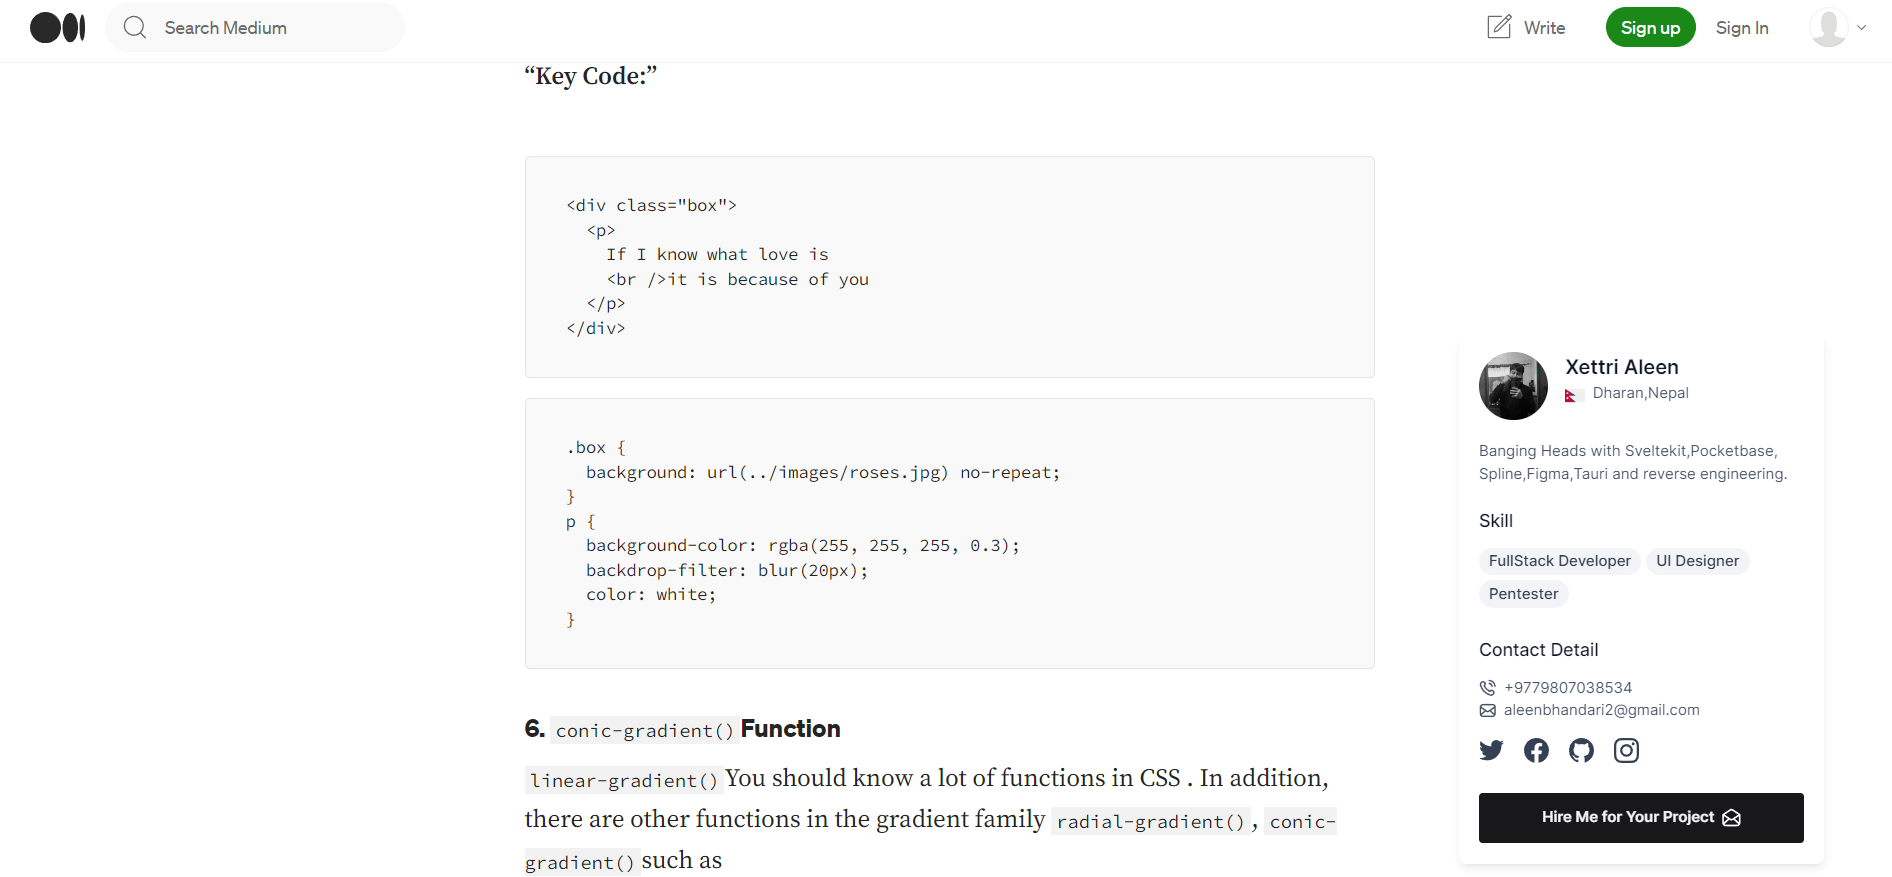 Search Medium
Write
Sign up
Sign In
“Key Code:”
<div class="box">
  <p>
    If I know what love is
    <br />it is because of you
  </p>
</div>
.box {
  background: url(../images/roses.jpg) no-repeat;
}
p {
  background-color: rgba(255, 255, 255, 0.3);
  backdrop-filter: blur(20px);
  color: white;
}
6. conic-gradient() Function
linear-gradient() You should know a lot of functions in CSS . In addition,
there are other functions in the gradient family radial-gradient() , conic-
gradient() such as
Xettri Aleen
Dharan,Nepal
Banging Heads with Sveltekit,Pocketbase,
Spline,Figma,Tauri and reverse engineering.
Skill
FullStack Developer
UI Designer
Pentester
Contact Detail
+9779807038534
aleenbhandari2@gmail.com
Hire Me for Your Project